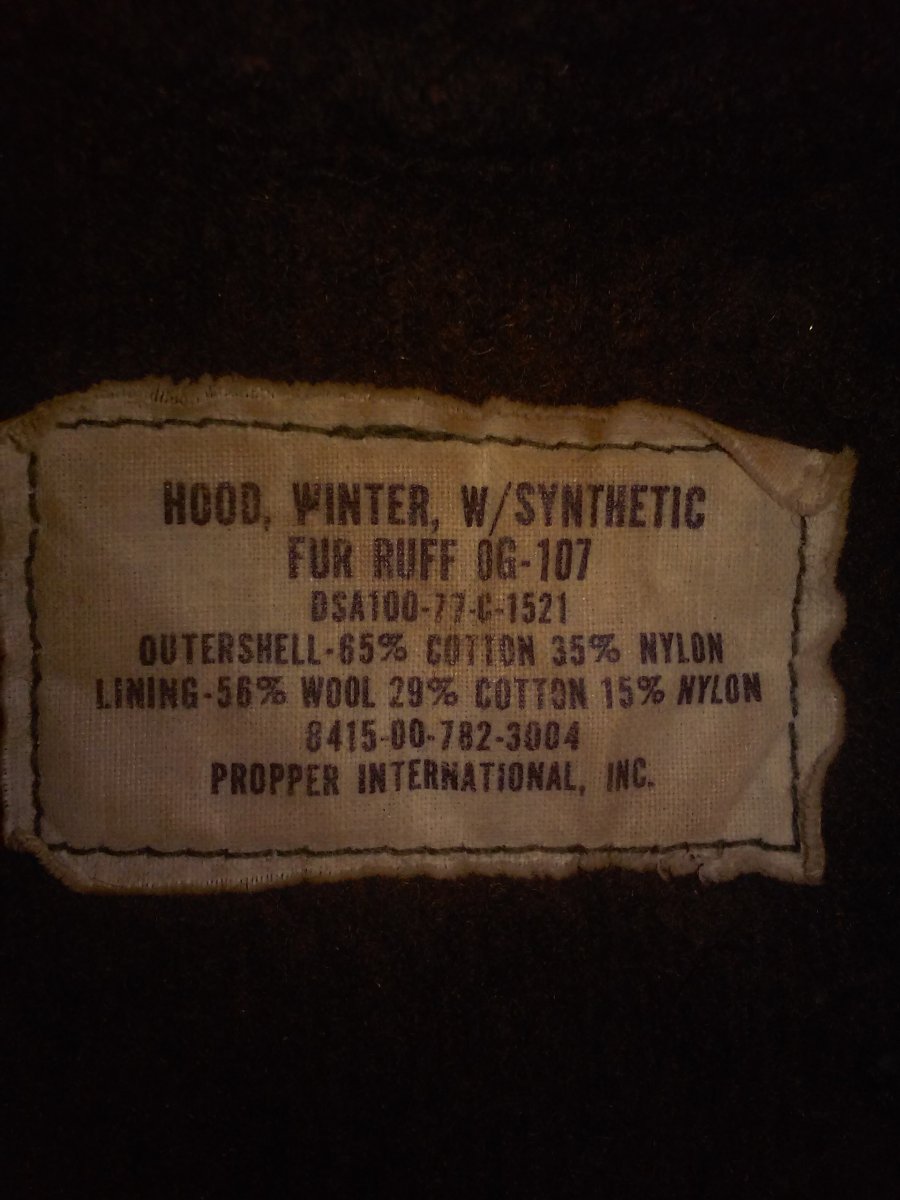 HOOD, WINTER, W/SYNTHETIC
FUR RUFF OG-107
DSA100-77-C-1521
OUTERSHELL-65% COTTON 35% NYLON
LINING-56% WOOL 29% COTTON 15% NYLON
8415-00-782-3004
PROPPER INTERNATIONAL, INC.